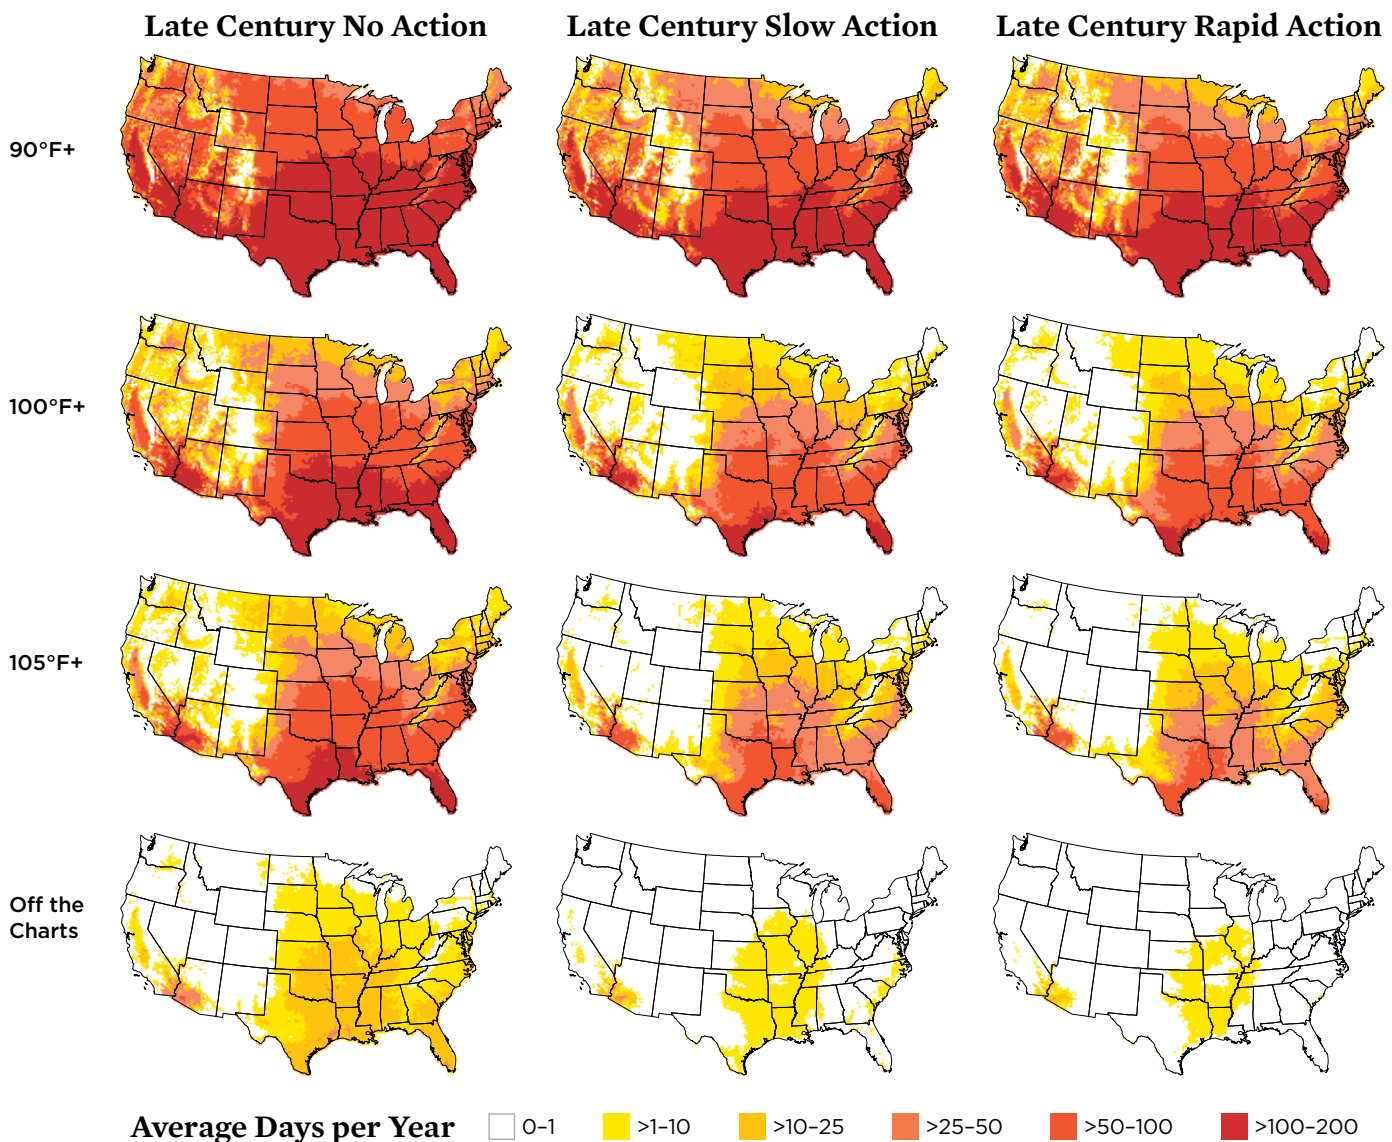 Late Century No Action
Late Century Slow Action
Late Century Rapid Action
90°F+
100°F+
105°F+
Off the
Charts
Average Days per Year
0–1
>1–10
>10–25
>25–50
>50–100
>100–200